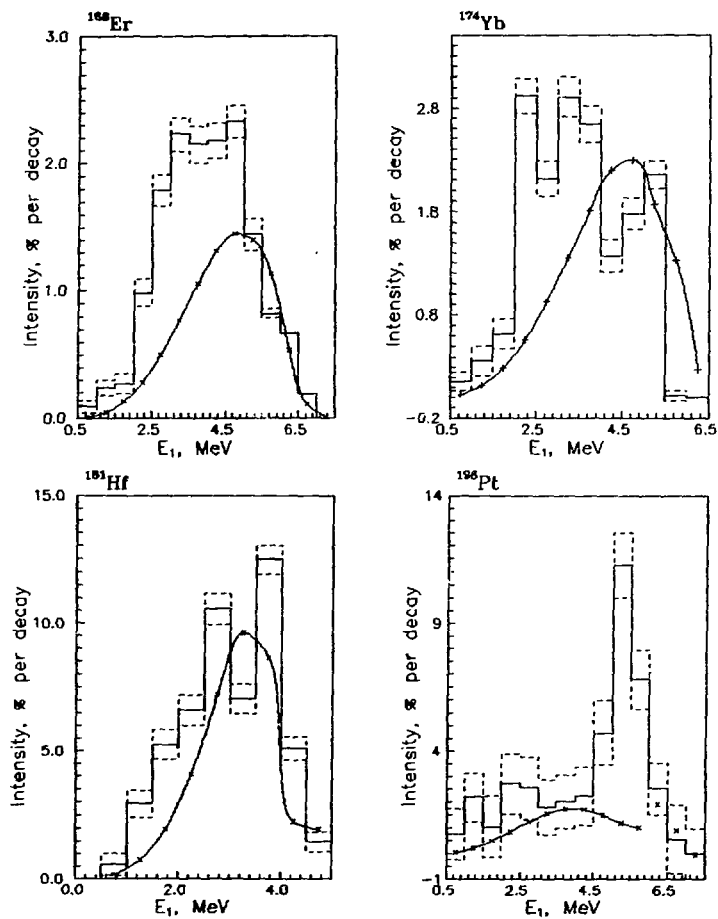 ¹⁶⁸Er
3.0
2.0
1.0
0.0
Intensity, % per decay
0.5 2.5 4.5 6.5
E₁, MeV
¹⁷⁴Yb
2.8
1.8
0.8
-0.2
Intensity, % per decay
0.5 2.5 4.5 6.5
E₁, MeV
¹⁸¹Hf
15.0
10.0
5.0
0.0
Intensity, % per decay
0.0 2.0 4.0
E₁, MeV
¹⁹⁶Pt
14
9
4
-1
Intensity, % per decay
0.5 2.5 4.5 6.5
E₁, MeV